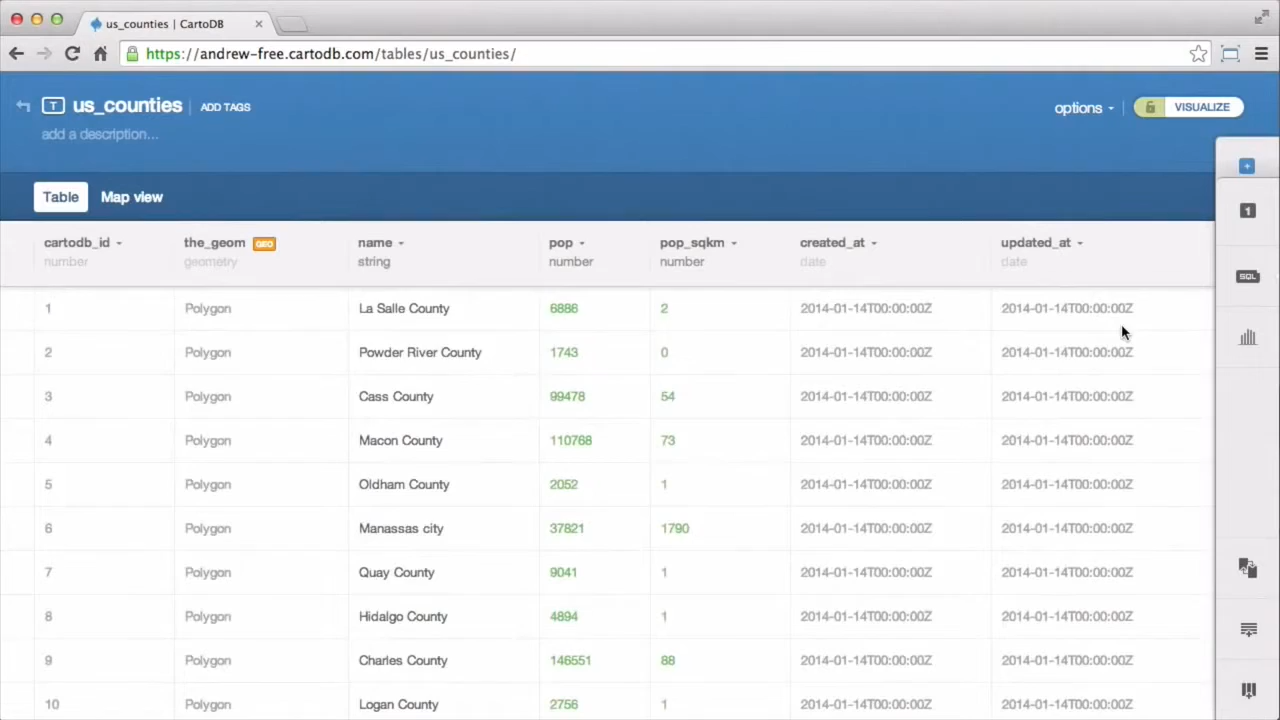 us_counties | CartoDB
https://andrew-free.cartodb.com/tables/us_counties/
T us_counties ADD TAGS options VISUALIZE
add a description...
Table Map view
cartodb_id the_geom GEO name pop pop_sqkm created_at updated_at
number geometry string number number date date
1 Polygon La Salle County 6886 2 2014-01-14T00:00:00Z 2014-01-14T00:00:00Z
2 Polygon Powder River County 1743 0 2014-01-14T00:00:00Z 2014-01-14T00:00:00Z
3 Polygon Cass County 99478 54 2014-01-14T00:00:00Z 2014-01-14T00:00:00Z
4 Polygon Macon County 110768 73 2014-01-14T00:00:00Z 2014-01-14T00:00:00Z
5 Polygon Oldham County 2052 1 2014-01-14T00:00:00Z 2014-01-14T00:00:00Z
6 Polygon Manassas city 37821 1790 2014-01-14T00:00:00Z 2014-01-14T00:00:00Z
7 Polygon Quay County 9041 1 2014-01-14T00:00:00Z 2014-01-14T00:00:00Z
8 Polygon Hidalgo County 4894 1 2014-01-14T00:00:00Z 2014-01-14T00:00:00Z
9 Polygon Charles County 146551 88 2014-01-14T00:00:00Z 2014-01-14T00:00:00Z
10 Polygon Logan County 2756 1 2014-01-14T00:00:00Z 2014-01-14T00:00:00Z
1
SQL